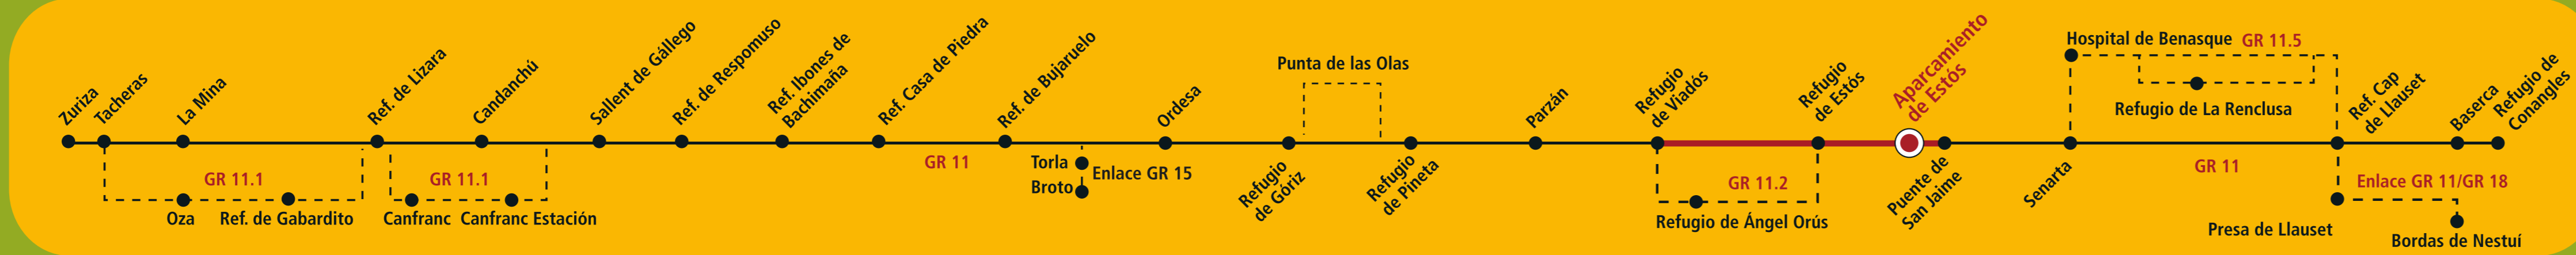 Zuriza
Tacheras
La Mina
GR 11.1
Oza
Ref. de Gabardito
Ref. de Lizara
GR 11.1
Canfranc
Canfranc Estación
Candanchú
Sallent de Gállego
Ref. de Respomuso
Ref. Ibones de
Bachimaña
Ref. Casa de Piedra
GR 11
Ref. de Bujaruelo
Torla
Broto
Enlace GR 15
Ordesa
Refugio
de Góriz
Punta de las Olas
Refugio
de Pineta
Parzán
Refugio
de Viadós
GR 11.2
Refugio de Ángel Orús
Refugio
de Estós
Aparcamiento
de Estós
Puente de
San Jaime
Senarta
Hospital de Benasque
GR 11.5
Refugio de La Renclusa
GR 11
Ref. Cap
de Llauset
Enlace GR 11/GR 18
Presa de Llauset
Bordas de Nestuí
Baserca
Refugio de
Conangles